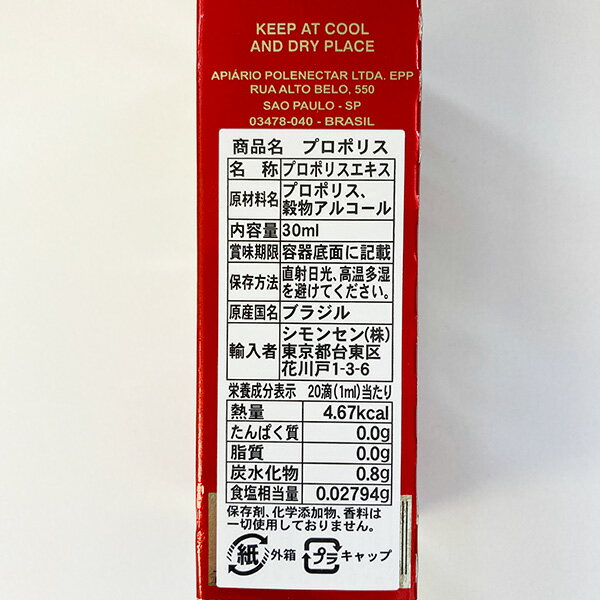 KEEP AT COOL
AND DRY PLACE
APIÁRIO POLENECTAR LTDA. EPP
RUA ALTO BELO, 550
SAO PAULO - SP
03478-040 - BRASIL
商品名 プロポリス
名 称 プロポリスエキス
原材料名 プロポリス、
穀物アルコール
内容量 30ml
賞味期限 容器底面に記載
保存方法 直射日光、高温多湿
を避けてください。
原産国名 ブラジル
輸入者 シモンセン(株)
東京都台東区
花川戸1-3-6
栄養成分表示 20滴(1ml)当たり
熱量 4.67kcal
たんぱく質 0.0g
脂質 0.0g
炭水化物 0.8g
食塩相当量 0.02794g
保存剤、化学添加物、香料は
一切使用しておりません。
紙 外箱 プラ キャップ